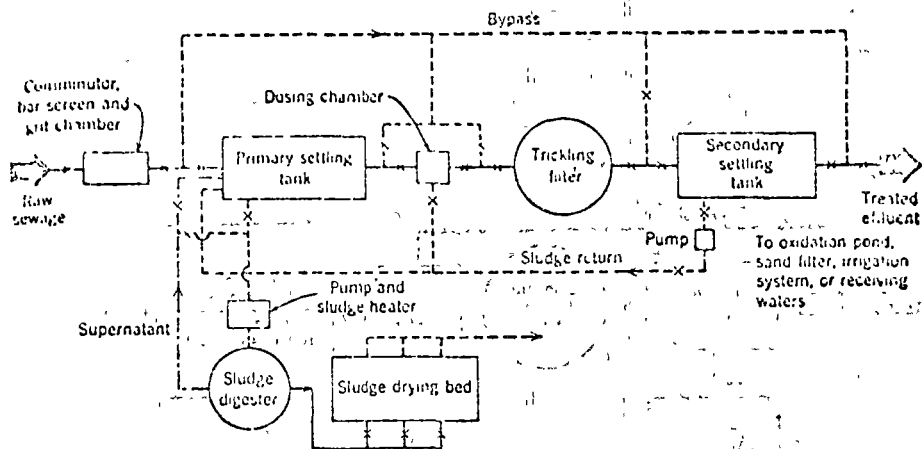 Bypass
Comminutor,
bar screen and
grit chamber
Dosing chamber
Primary settling
tank
Trickling
filter
Secondary
settling
tank
Raw
sewage
Treated
effluent
Pump
To oxidation pond,
sand filter, irrigation
system, or receiving
waters
Sludge return
Pump and
sludge heater
Supernatant
Sludge
digester
Sludge drying bed